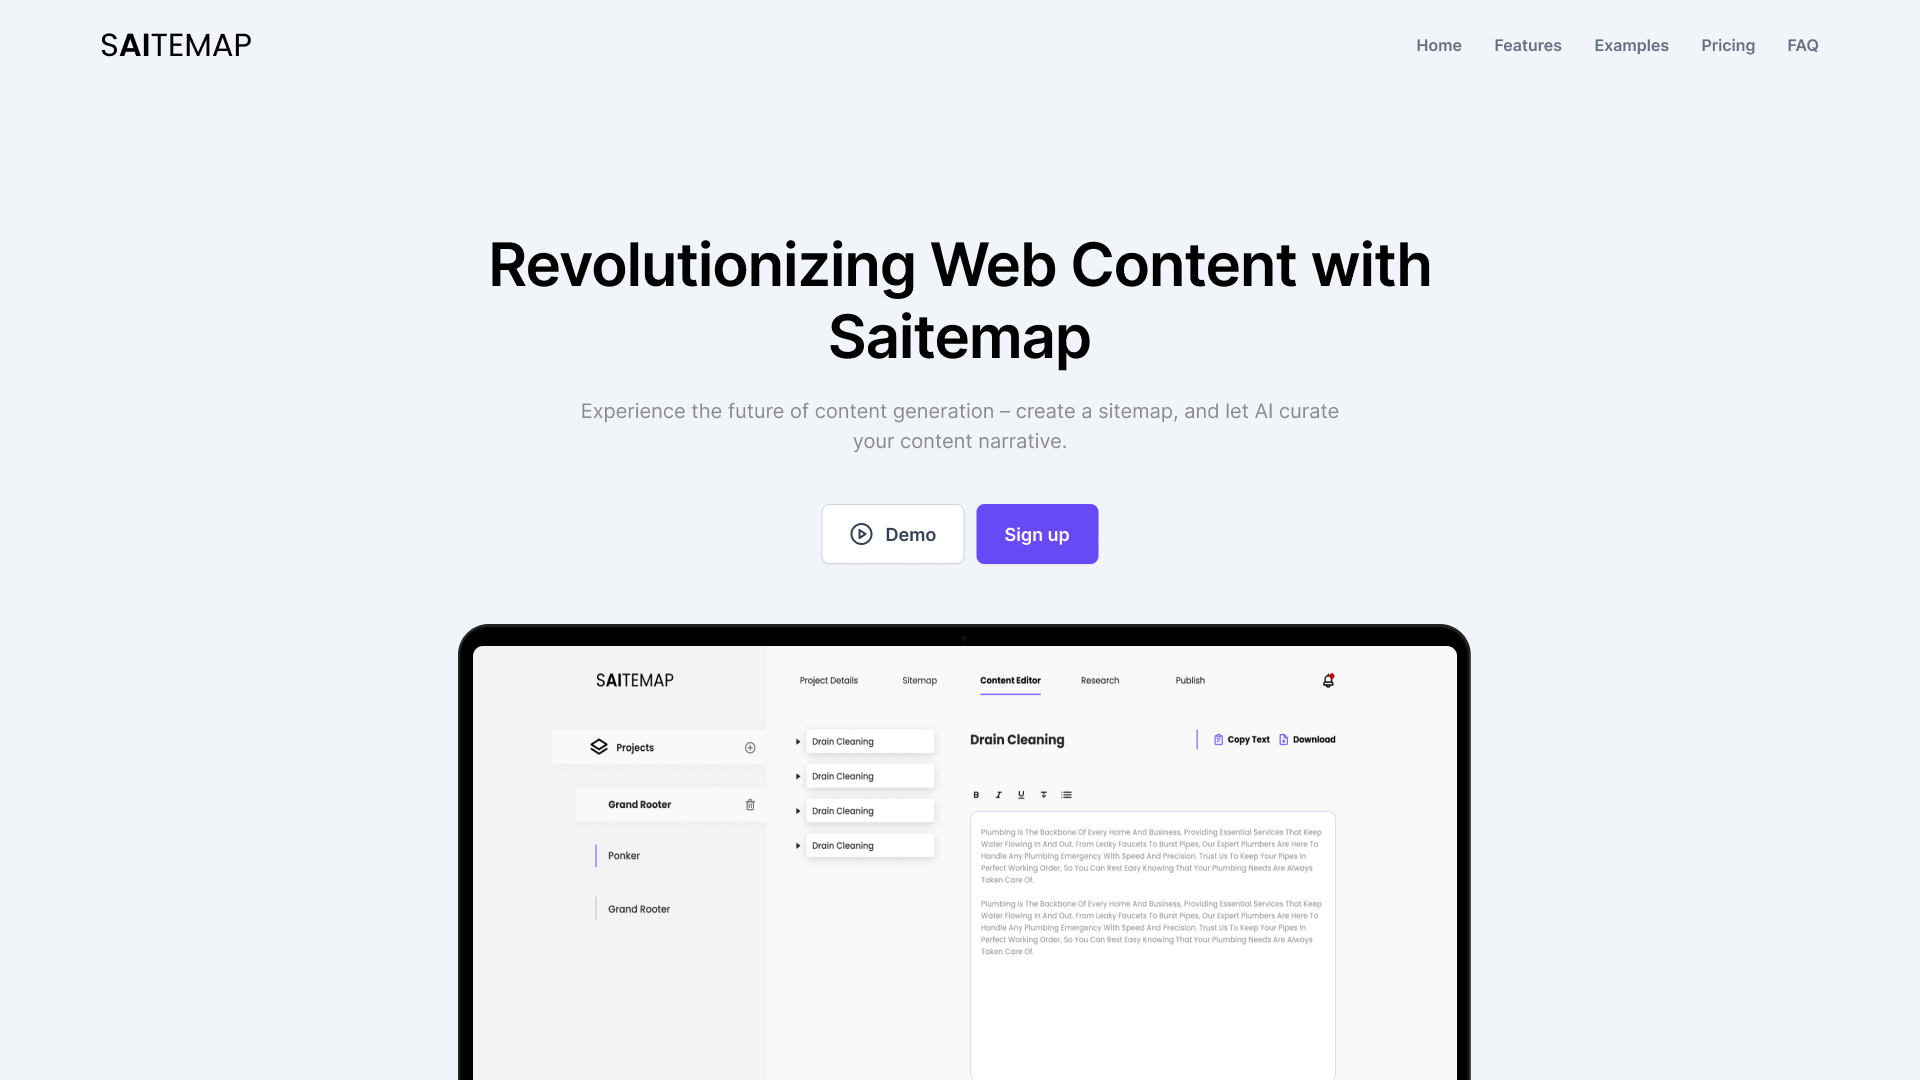 SAITEMAP
Home Features Examples Pricing FAQ
Revolutionizing Web Content with
Saitemap
Experience the future of content generation – create a sitemap, and let AI curate
your content narrative.
Demo
Sign up
SAITEMAP
Project Details Sitemap Content Editor Research Publish
Projects
Grand Rooter
Ponker
Grand Rooter
Drain Cleaning
Drain Cleaning
Drain Cleaning
Drain Cleaning
Drain Cleaning
Copy Text Download
B I U T
Plumbing Is The Backbone Of Every Home And Business, Providing Essential Services That Keep
Water Flowing In And Out. From Leaky Faucets To Burst Pipes, Our Expert Plumbers Are Here To
Handle Any Plumbing Emergency With Speed And Precision. Trust Us To Keep Your Pipes In
Perfect Working Order, So You Can Rest Easy Knowing That Your Plumbing Needs Are Always
Taken Care Of.
Plumbing Is The Backbone Of Every Home And Business, Providing Essential Services That Keep
Water Flowing In And Out. From Leaky Faucets To Burst Pipes, Our Expert Plumbers Are Here To
Handle Any Plumbing Emergency With Speed And Precision. Trust Us To Keep Your Pipes In
Perfect Working Order, So You Can Rest Easy Knowing That Your Plumbing Needs Are Always
Taken Care Of.